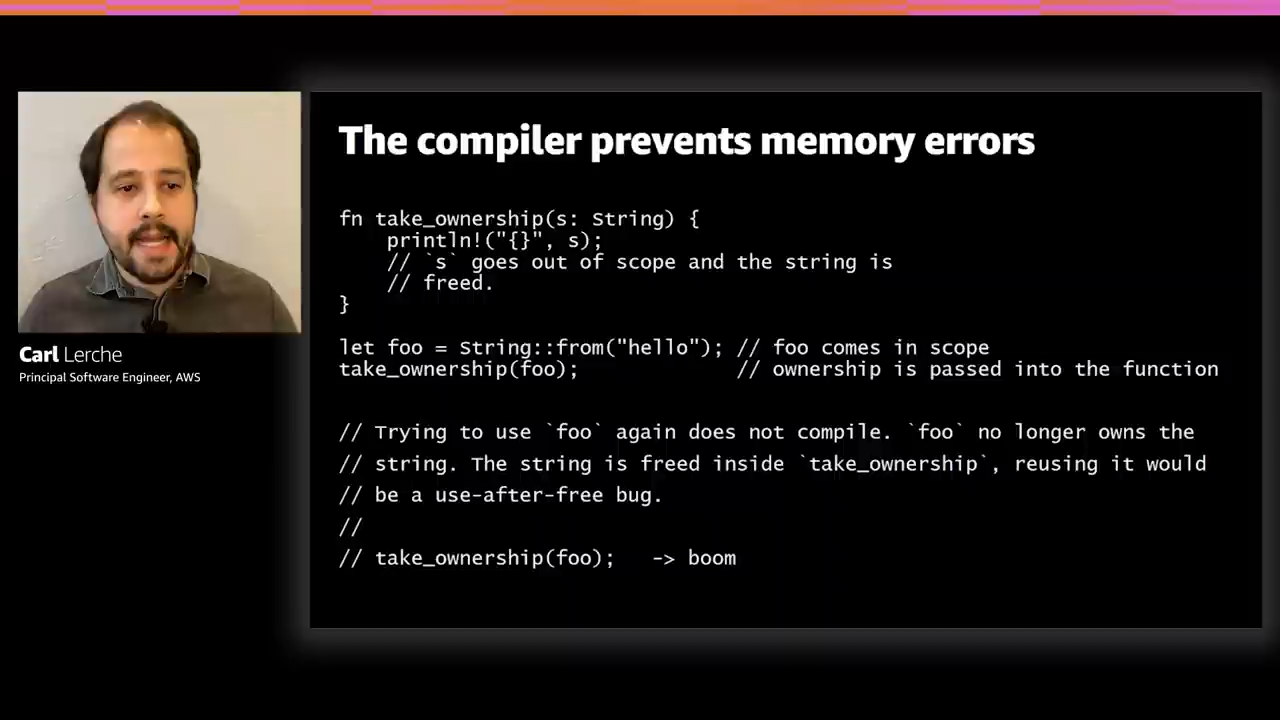 The compiler prevents memory errors
fn take_ownership(s: String) {
    println!("{}", s);
    // `s` goes out of scope and the string is
    // freed.
}
let foo = String::from("hello"); // foo comes in scope
take_ownership(foo);             // ownership is passed into the function
// Trying to use `foo` again does not compile. `foo` no longer owns the
// string. The string is freed inside `take_ownership`, reusing it would
// be a use-after-free bug.
//
// take_ownership(foo);   -> boom
Carl Lerche
Principal Software Engineer, AWS